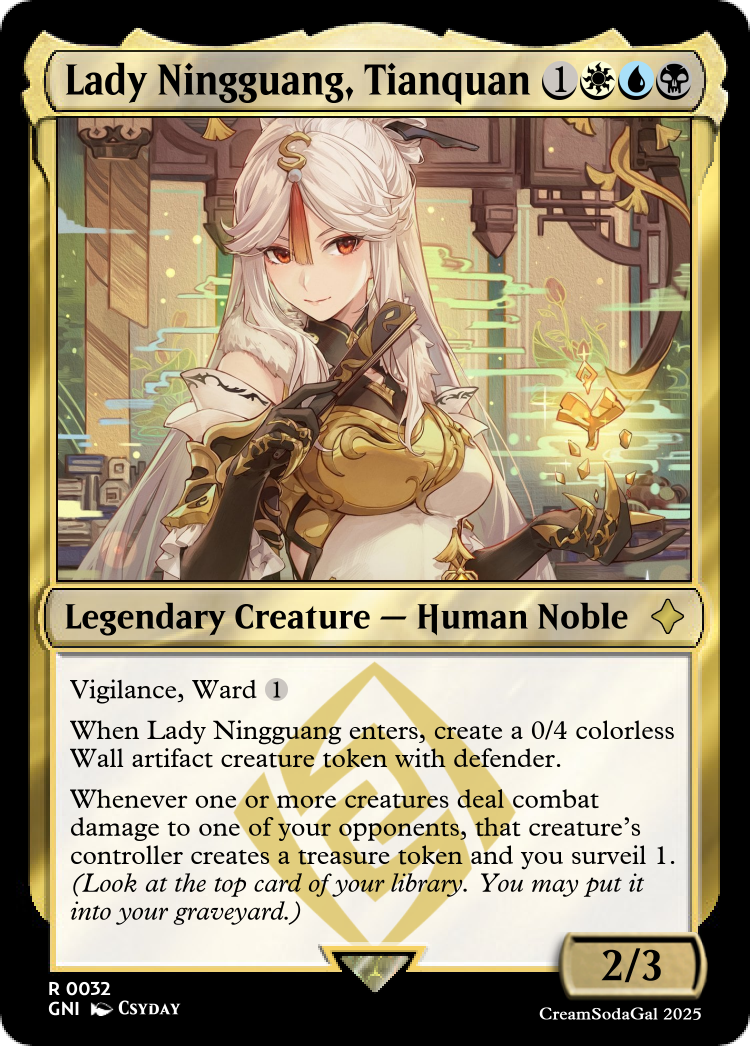 Lady Ningguang, Tianquan 1
Legendary Creature — Human Noble
Vigilance, Ward 1
When Lady Ningguang enters, create a 0/4 colorless
Wall artifact creature token with defender.
Whenever one or more creatures deal combat
damage to one of your opponents, that creature's
controller creates a treasure token and you surveil 1.
(Look at the top card of your library. You may put it
into your graveyard.)
2/3
R 0032
GNI Csyday
CreamSodaGal 2025